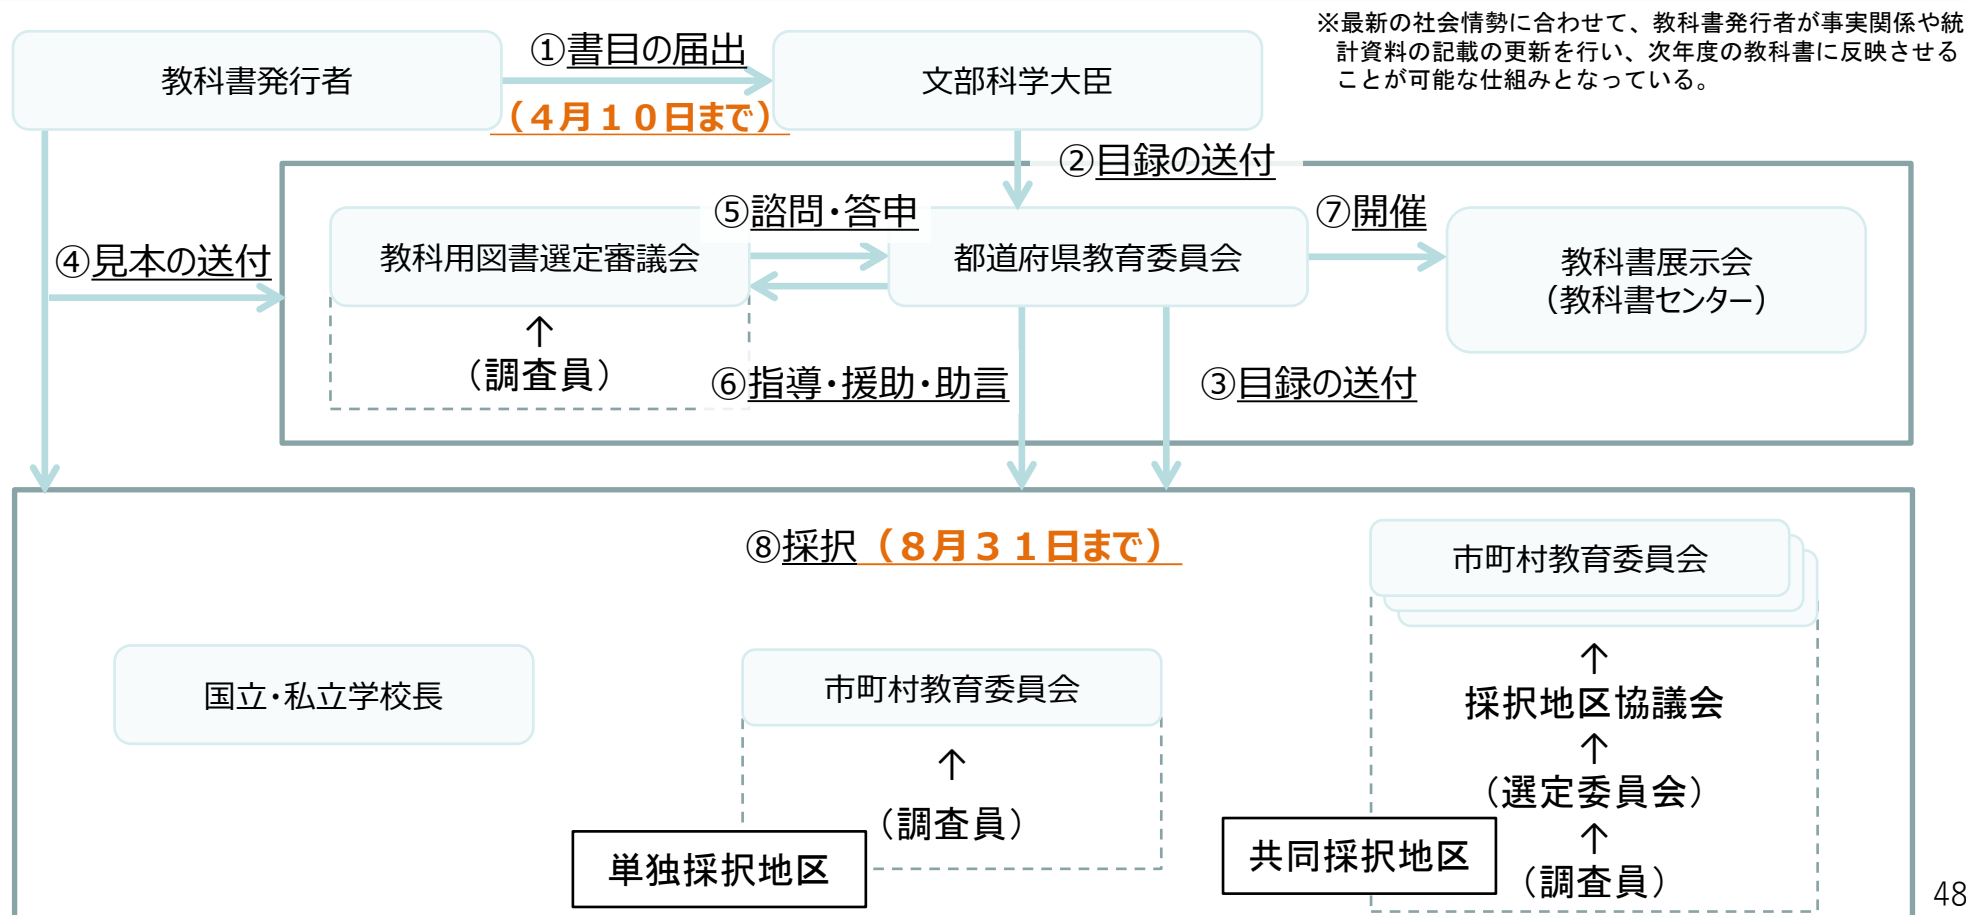 ※最新の社会情勢に合わせて、教科書発行者が事実関係や統
計資料の記載の更新を行い、次年度の教科書に反映させる
ことが可能な仕組みとなっている。
教科書発行者
①書目の届出
(４月１０日まで)
文部科学大臣
②目録の送付
④見本の送付
教科用図書選定審議会
↑
（調査員）
⑤諮問・答申
都道府県教育委員会
⑦開催
教科書展示会
（教科書センター）
⑥指導・援助・助言
③目録の送付
⑧採択（８月３１日まで）
国立・私立学校長
市町村教育委員会
↑
（調査員）
単独採択地区
市町村教育委員会
↑
採択地区協議会
↑
（選定委員会）
↑
（調査員）
共同採択地区
48